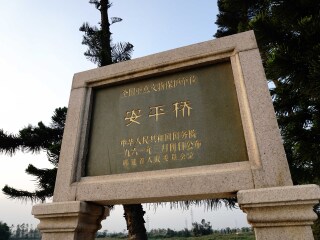 全国重点文物保护单位
安平桥
中华人民共和国国务院
一九六一年三月四日公布